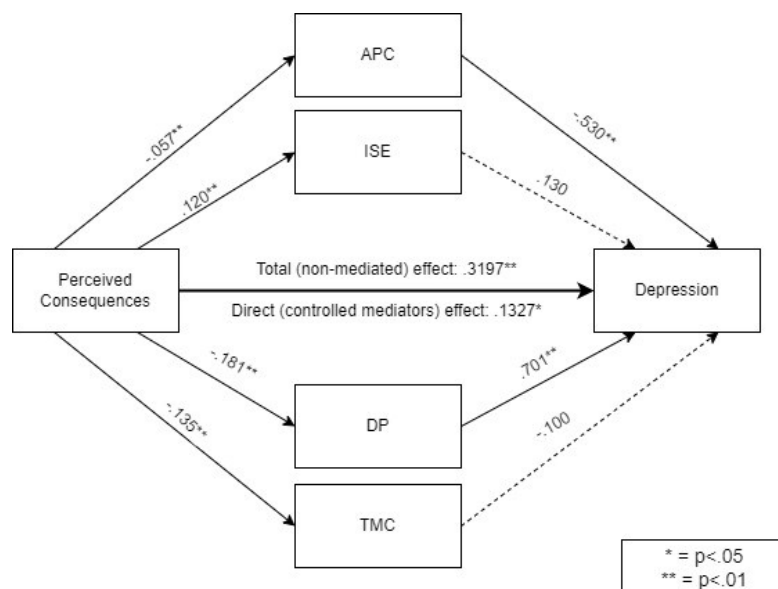 APC
-.057**
-.530**
ISE
.120**
.130
Perceived
Consequences
Total (non-mediated) effect: .3197**
Direct (controlled mediators) effect: .1327*
Depression
-.181**
.701**
DP
-.135**
-.100
TMC
* = p<.05
** = p<.01